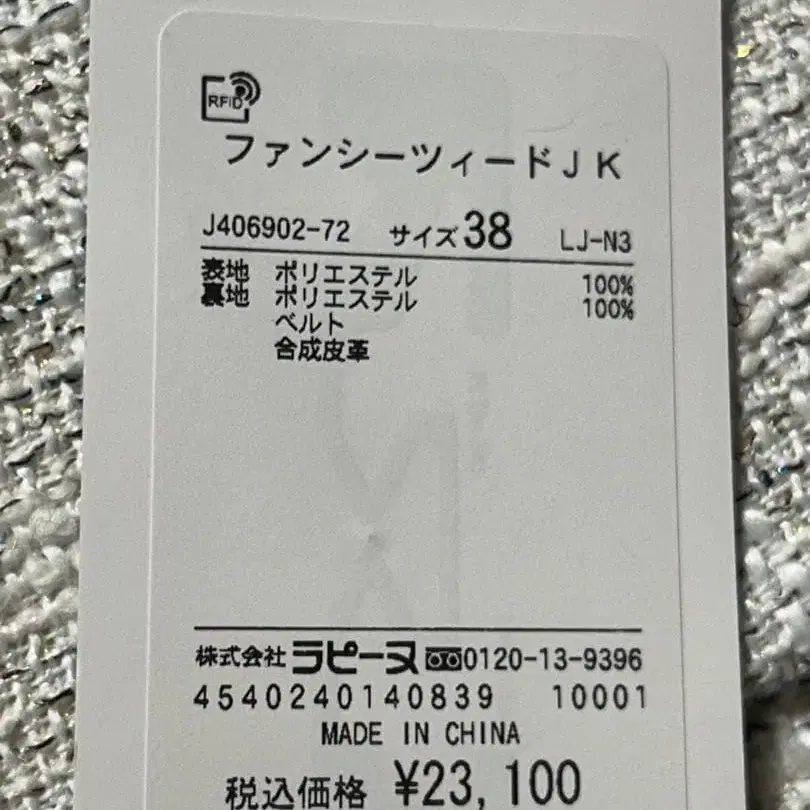 RFID
ファンシーツィードJK
J406902-72 サイズ38 LJ-N3
表地 ポリエステル 100%
裏地 ポリエステル 100%
ベルト
合成皮革
株式会社ラピーヌ 0120-13-9396
4540240140839 10001
MADE IN CHINA
税込価格 ¥23,100